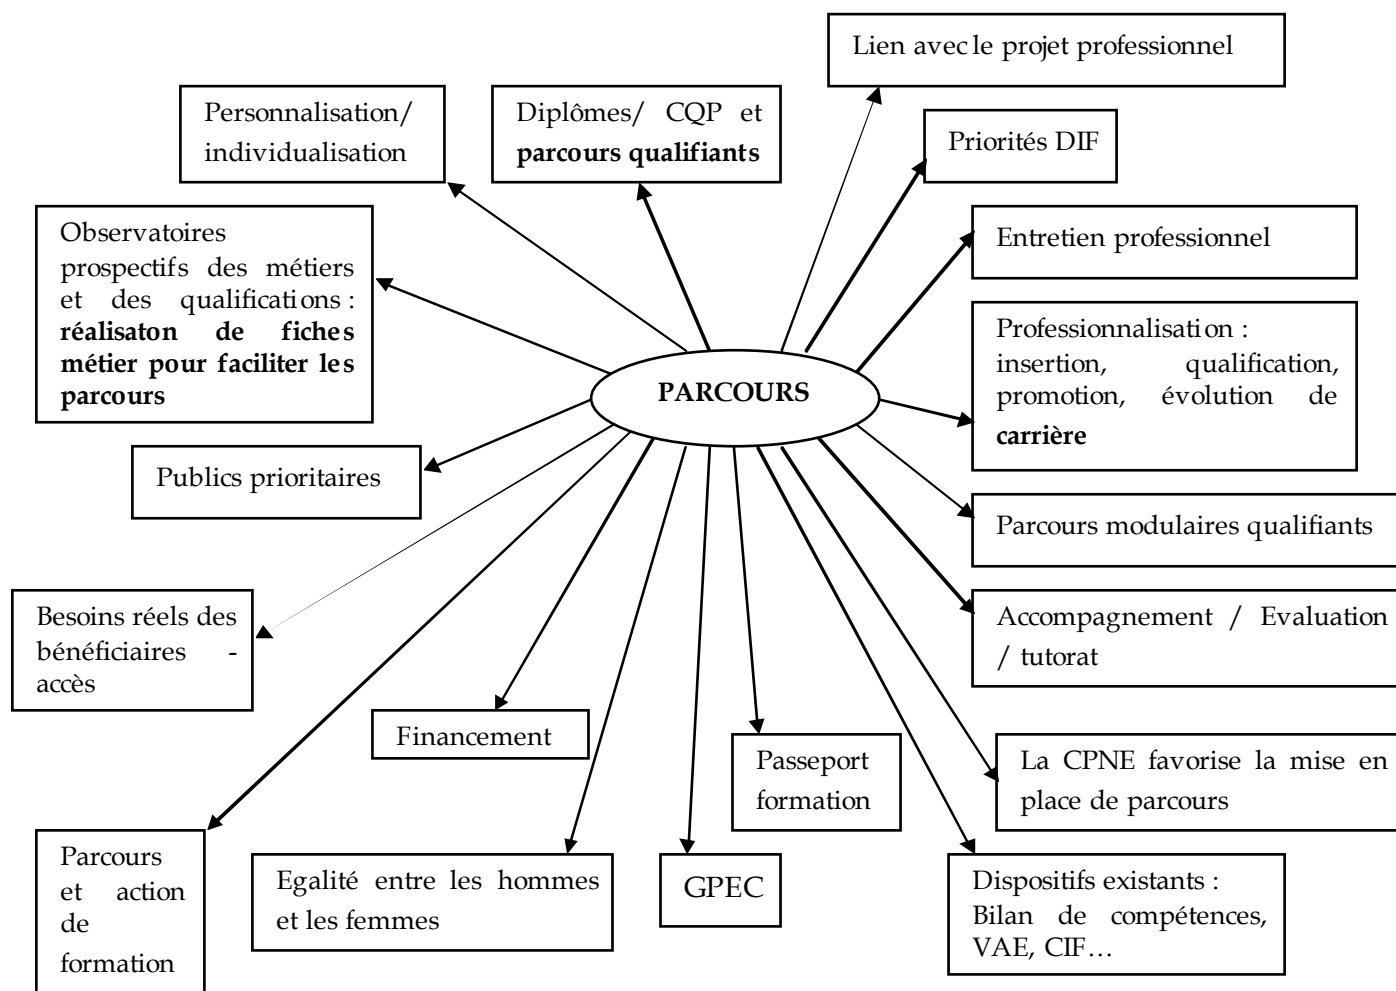 Lien avec le projet professionnel
Personnalisation/
individualisation
Diplômes/ CQP et
parcours qualifiants
Priorités DIF
Observatoires
prospectifs des métiers
et des qualifications :
réalisaton de fiches
métier pour faciliter les
parcours
Entretien professionnel
Professionnalisation :
insertion, qualification,
promotion, évolution de
carrière
PARCOURS
Publics prioritaires
Parcours modulaires qualifiants
Besoins réels des
bénéficiaires -
accès
Accompagnement / Evaluation
/ tutorat
Financement
Passeport
formation
La CPNE favorise la mise en
place de parcours
Parcours
et action
de
formation
Egalité entre les hommes
et les femmes
GPEC
Dispositifs existants :
Bilan de compétences,
VAE, CIF…